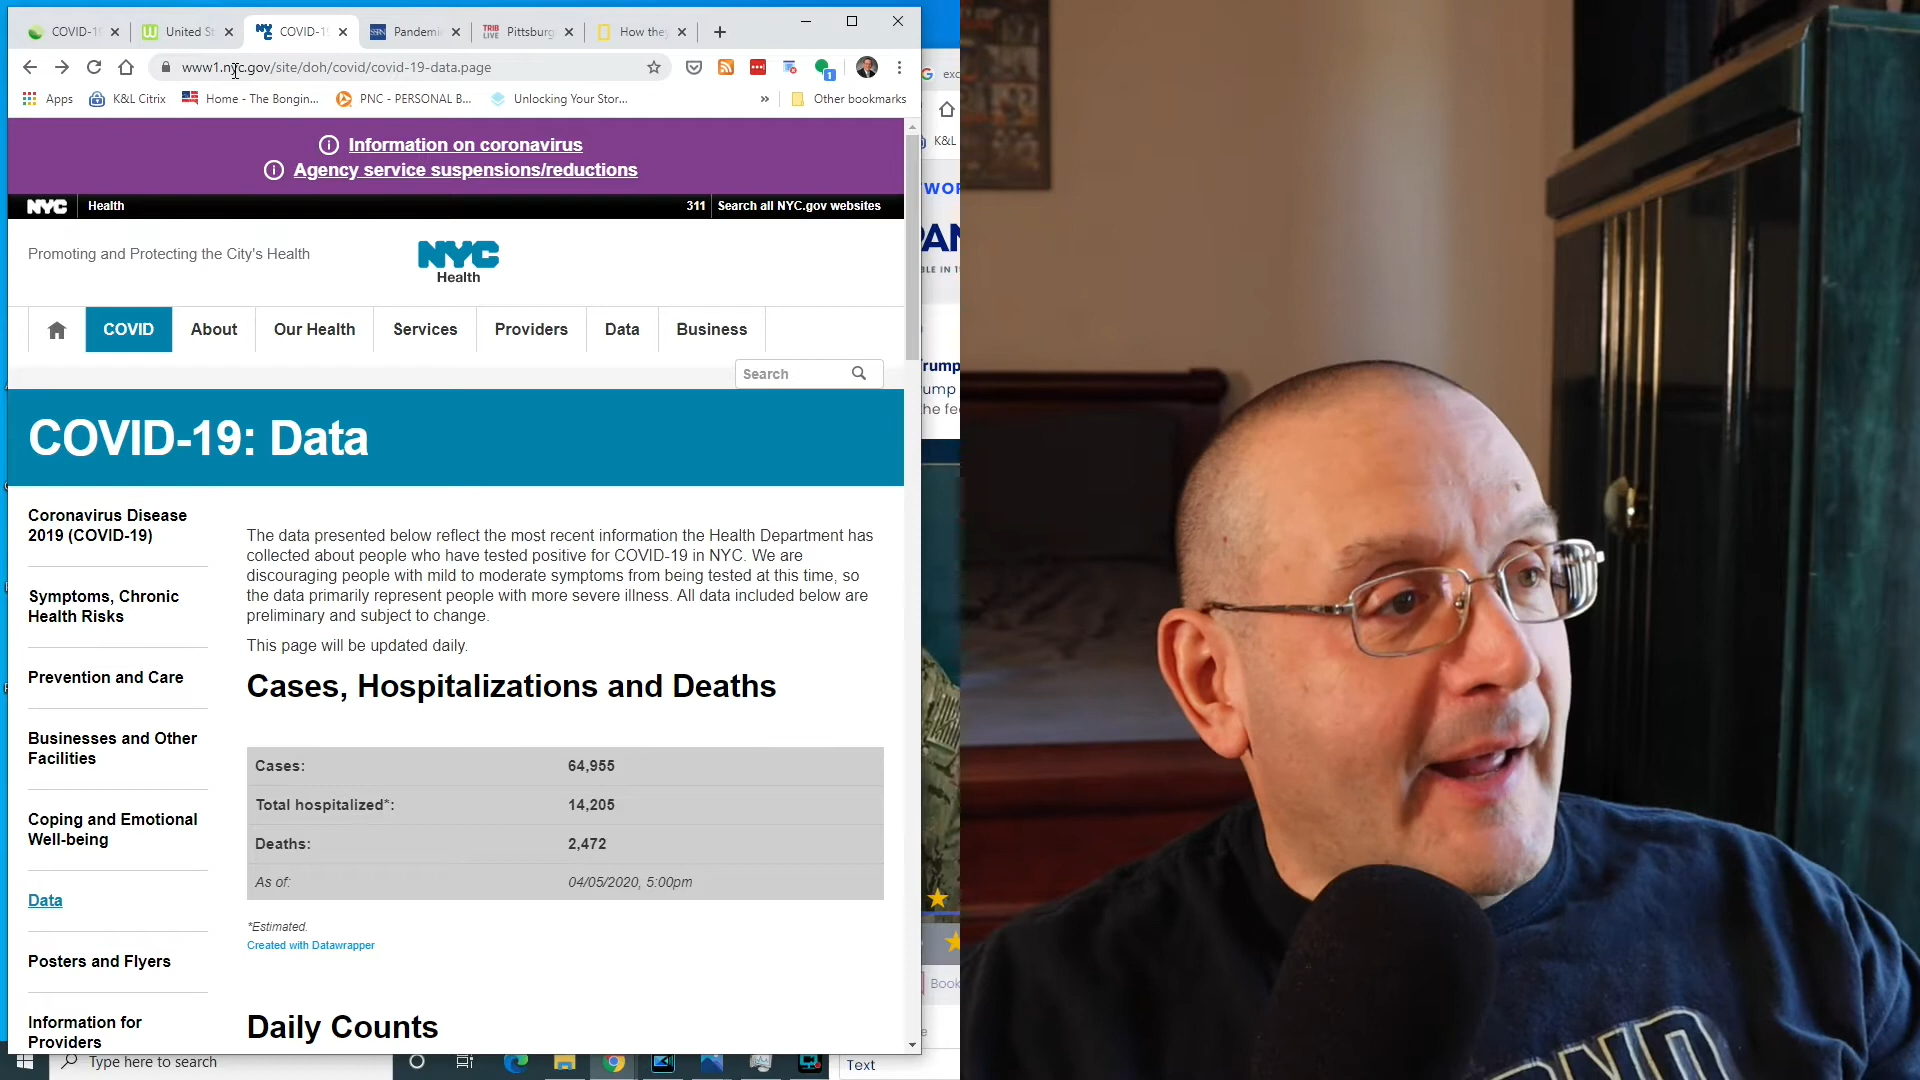 COVID-19
United St
COVID-19
SSRN Pandemi
TRIB LIVE Pittsburg
How they
www1.nyc.gov/site/doh/covid/covid-19-data.page
1
exc
Apps
K&L Citrix
Home - The Bongin...
PNC - PERSONAL B...
Unlocking Your Stor...
»
Other bookmarks
K&L
Information on coronavirus
Agency service suspensions/reductions
NYC
Health
311
Search all NYC.gov websites
Promoting and Protecting the City's Health
NYC
Health
COVID
About
Our Health
Services
Providers
Data
Business
Search
COVID-19: Data
Coronavirus Disease
2019 (COVID-19)
Symptoms, Chronic
Health Risks
Prevention and Care
Businesses and Other
Facilities
Coping and Emotional
Well-being
Data
Posters and Flyers
Information for
Providers
The data presented below reflect the most recent information the Health Department has
collected about people who have tested positive for COVID-19 in NYC. We are
discouraging people with mild to moderate symptoms from being tested at this time, so
the data primarily represent people with more severe illness. All data included below are
preliminary and subject to change.
This page will be updated daily.
Cases, Hospitalizations and Deaths
Cases: 64,955
Total hospitalized*: 14,205
Deaths: 2,472
As of: 04/05/2020, 5:00pm
*Estimated.
Created with Datawrapper
Daily Counts
Type here to search
Book
Text